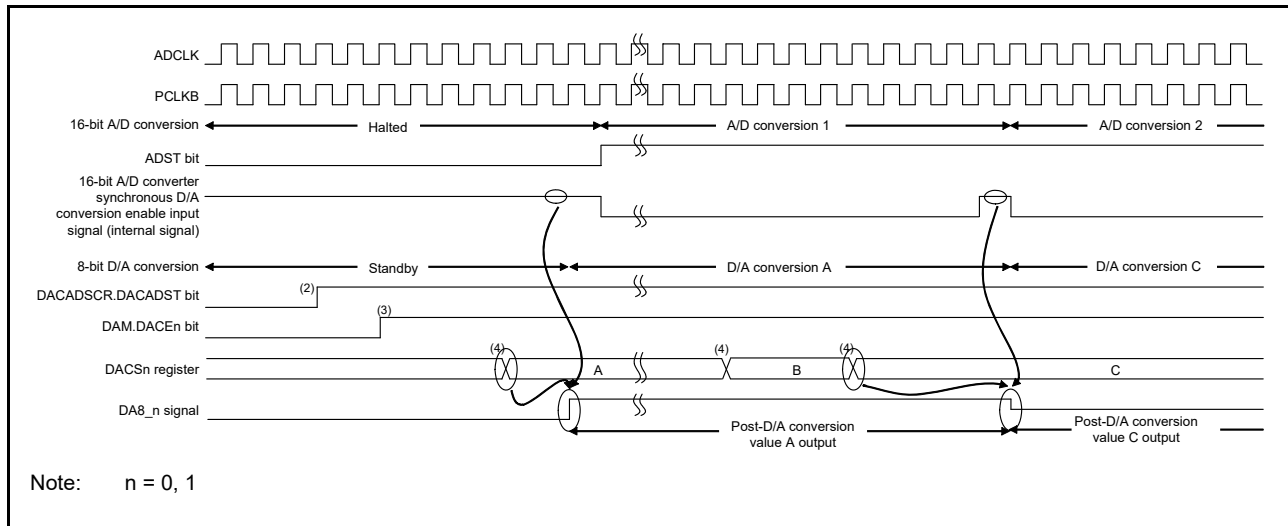 ADCLK
PCLKB
16-bit A/D conversion
Halted
A/D conversion 1
A/D conversion 2
ADST bit
16-bit A/D converter
synchronous D/A
conversion enable input
signal (internal signal)
8-bit D/A conversion
Standby
D/A conversion A
D/A conversion C
DACADSCR.DACADST bit
(2)
DAM.DACEn bit
(3)
DACSn register
(4)
A
(4)
B
(4)
C
DA8_n signal
Post-D/A conversion
value A output
Post-D/A conversion
value C output
Note: n = 0, 1